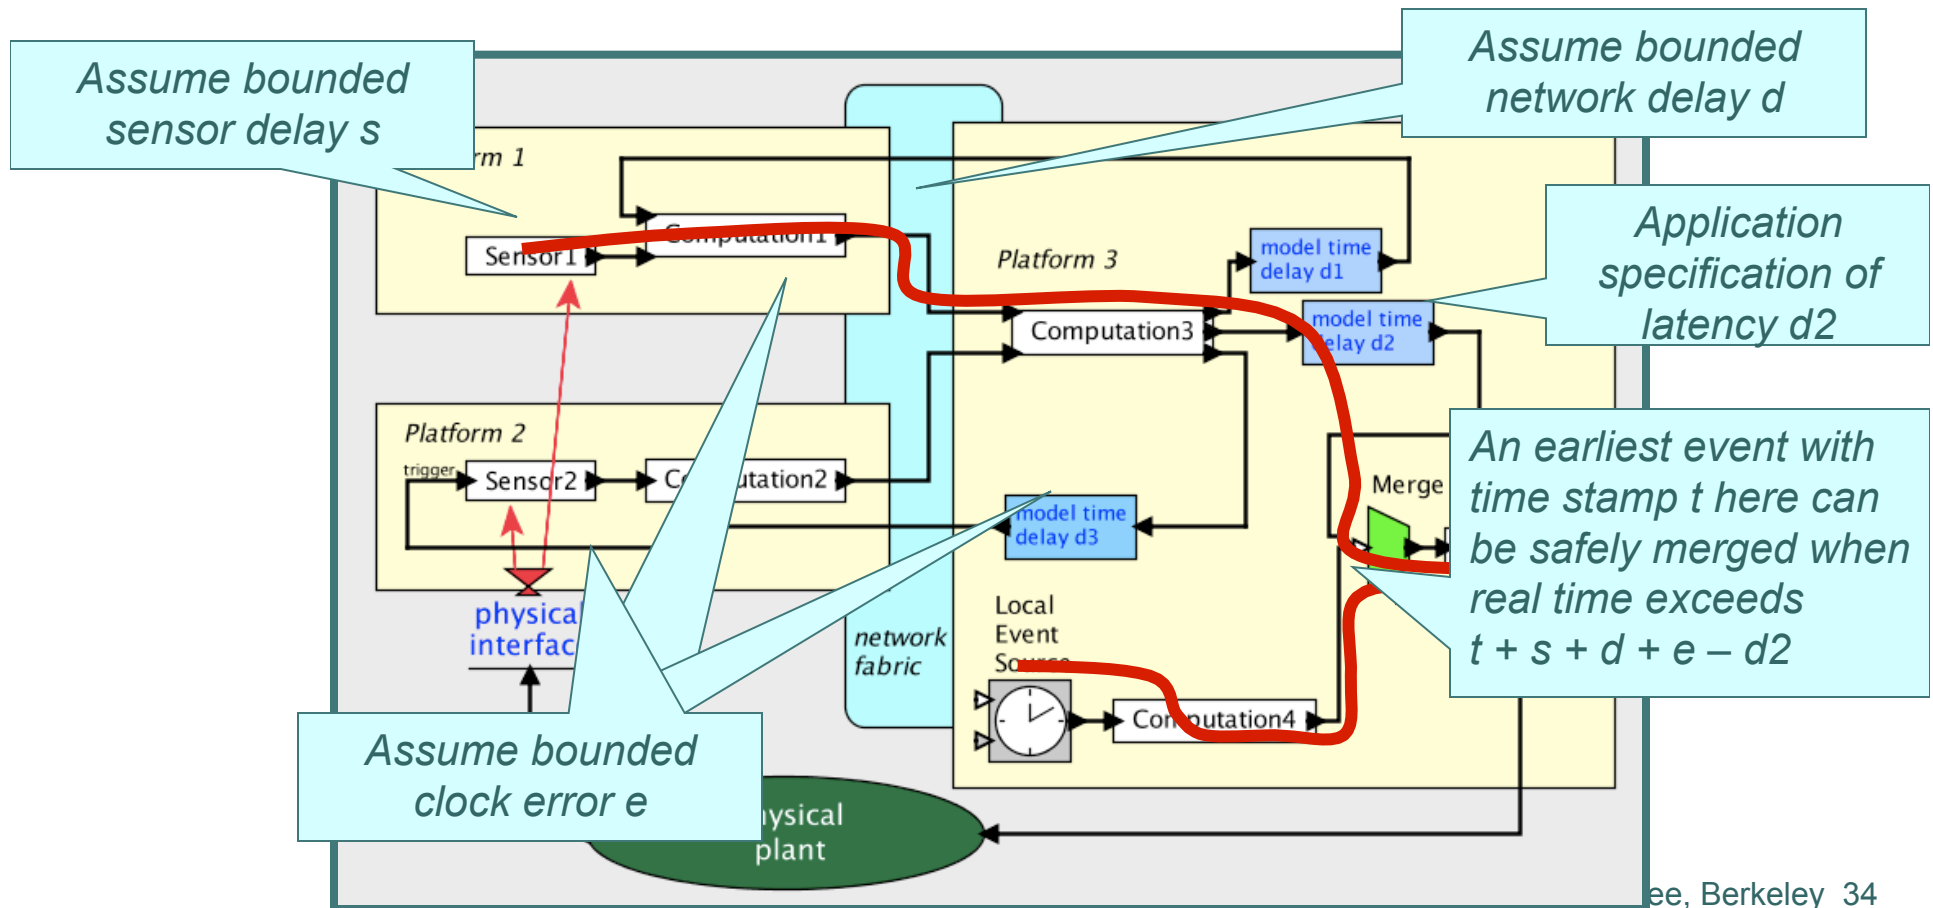 Assume bounded
sensor delay s
Assume bounded
network delay d
1
Sensor1
Computation1
Platform 3
model time
delay d1
Application
specification of
latency d2
Computation3
model time
delay d2
Platform 2
trigger
Sensor2
model time
delay d3
Merge
An earliest event with
time stamp t here can
be safely merged when
real time exceeds
t + s + d + e – d2
physical
interface
network
fabric
Local
Event
Source
Computation4
Assume bounded
clock error e
physical
plant
Berkeley 34